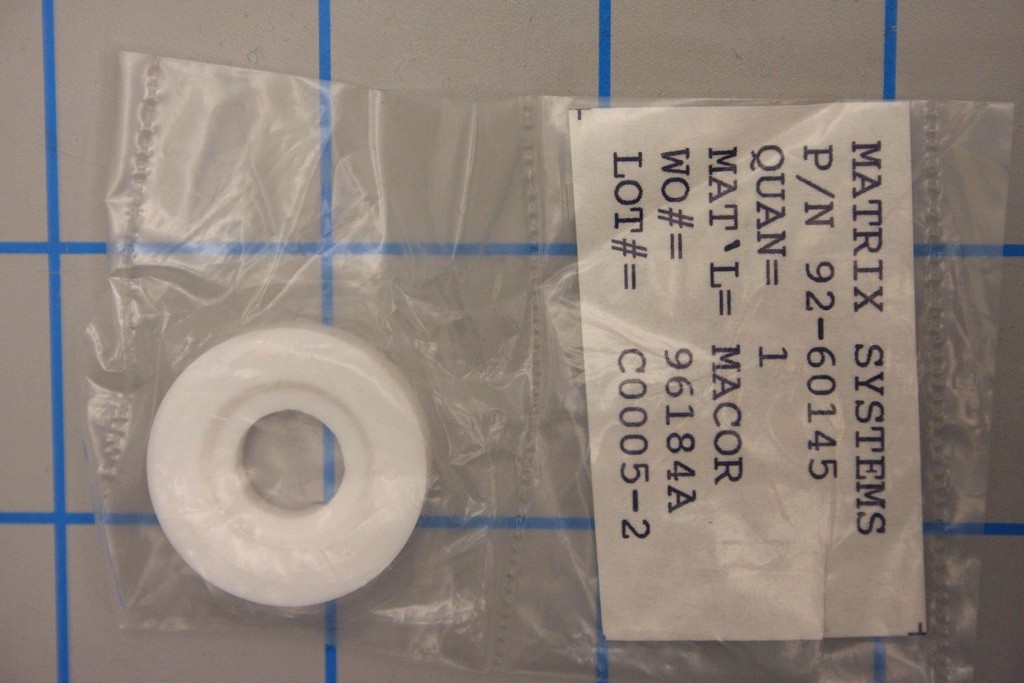 MATRIX SYSTEMS
P/N 92-60145
QUAN= 1
MAT`L= MACOR
WO#= 96184A
LOT#= C0005-2